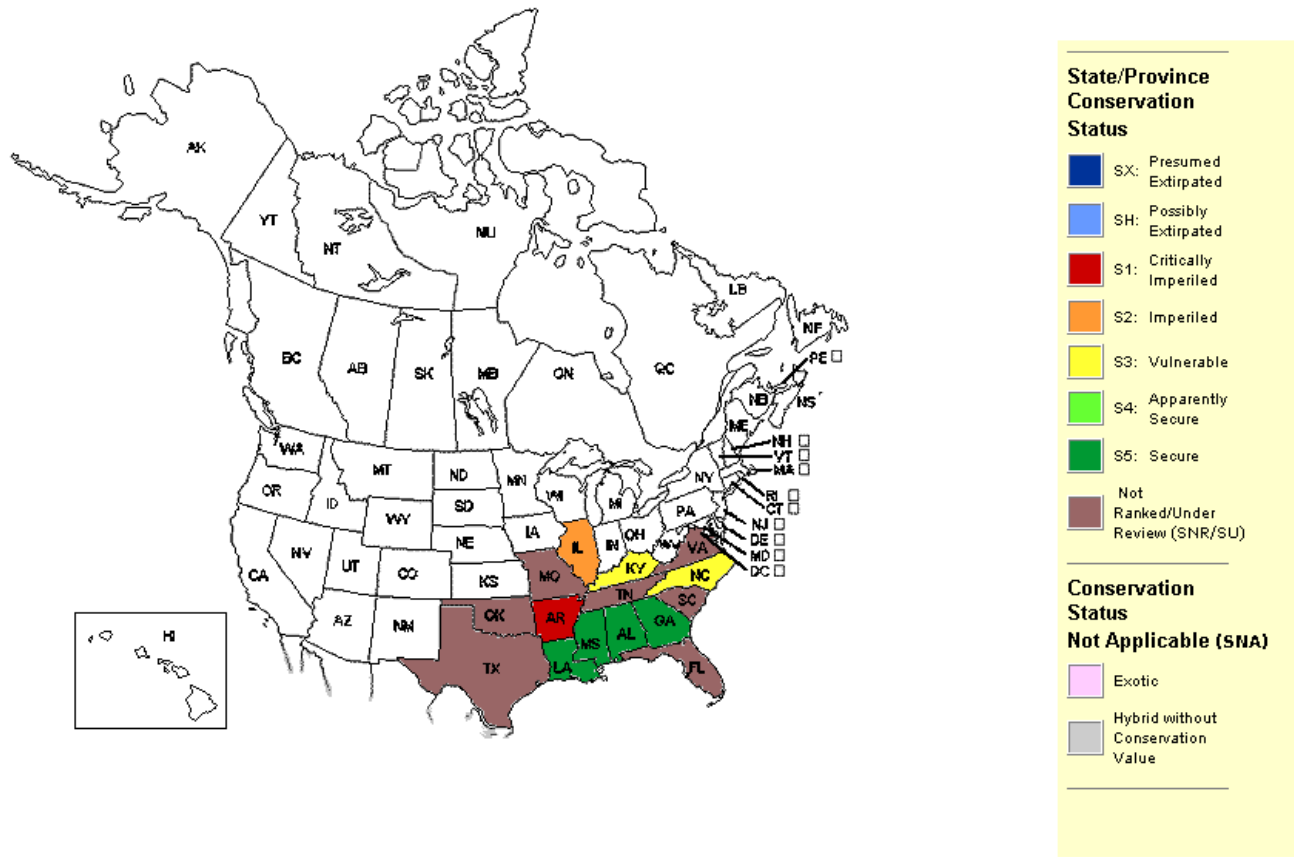 AK
YT
NT
NU
LB
NF
PE
BC
AB
SK
MB
ON
QC
NB
NS
ME
NH
VT
MA
WA
MT
ND
MN
OR
ID
SD
WI
MI
NY
RI
CT
WY
IA
PA
NJ
NE
IL
IN
OH
DE
NV
UT
CO
WV
VA
MD
DC
CA
KS
MO
KY
NC
TN
AZ
NM
OK
AR
SC
HI
MS
AL
GA
TX
LA
FL
State/Province
Conservation
Status
SX: Presumed
Extirpated
SH: Possibly
Extirpated
S1: Critically
Imperiled
S2: Imperiled
S3: Vulnerable
S4: Apparently
Secure
S5: Secure
Not
Ranked/Under
Review (SNR/SU)
Conservation
Status
Not Applicable (SNA)
Exotic
Hybrid without
Conservation
Value